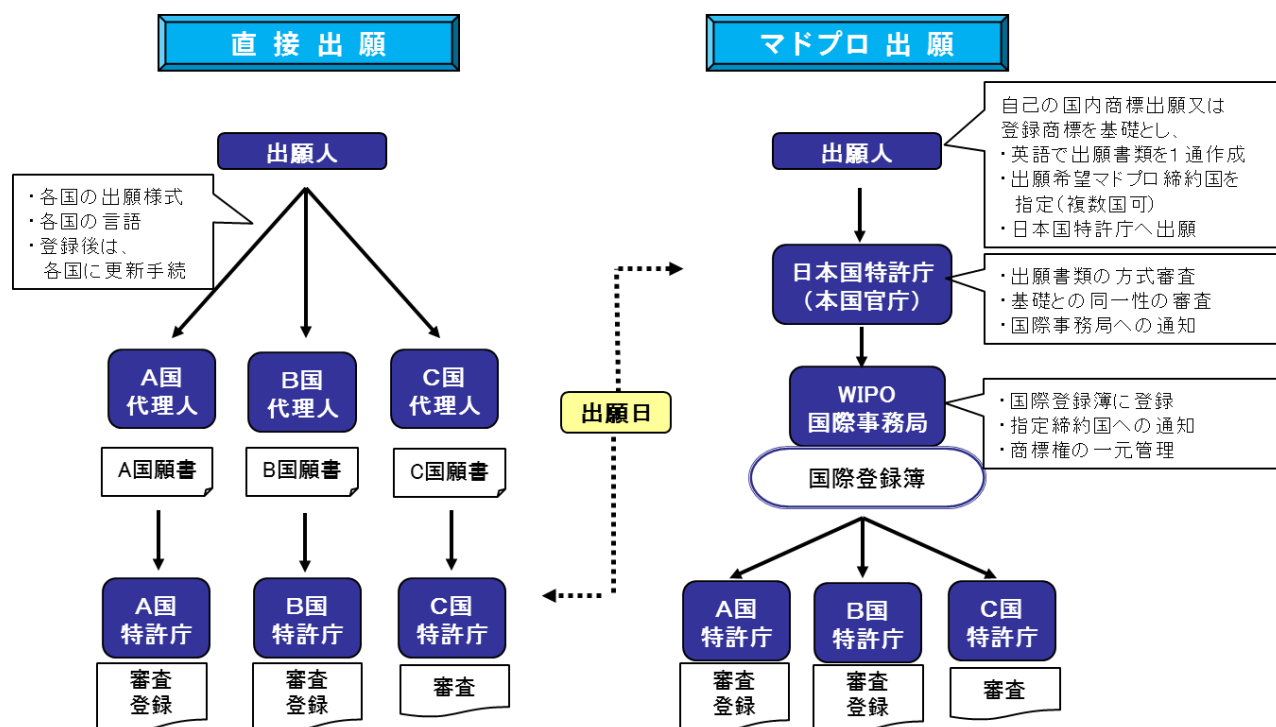 直接出願
出願人
・各国の出願様式
・各国の言語
・登録後は、
各国に更新手続
A国
代理人
B国
代理人
C国
代理人
A国願書
B国願書
C国願書
A国
特許庁
B国
特許庁
C国
特許庁
審査
登録
審査
登録
審査
出願日
マドプロ出願
出願人
自己の国内商標出願又は
登録商標を基礎とし、
・英語で出願書類を1通作成
・出願希望マドプロ締約国を
指定(複数国可)
・日本国特許庁へ出願
日本国特許庁
(本国官庁)
・出願書類の方式審査
・基礎との同一性の審査
・国際事務局への通知
WIPO
国際事務局
・国際登録簿に登録
・指定締約国への通知
・商標権の一元管理
国際登録簿
A国
特許庁
B国
特許庁
C国
特許庁
審査
登録
審査
登録
審査